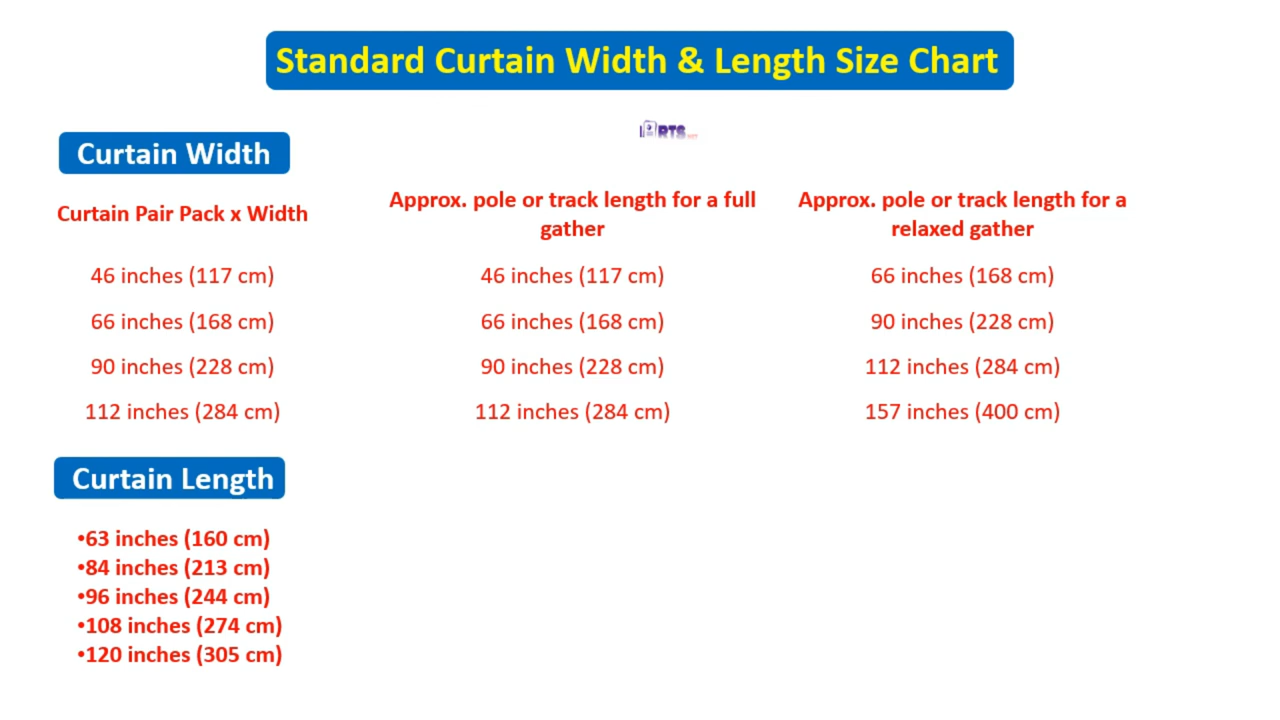 Standard Curtain Width & Length Size Chart
RTS
Curtain Width
Curtain Pair Pack x Width
Approx. pole or track length for a full
gather
Approx. pole or track length for a
relaxed gather
46 inches (117 cm) 46 inches (117 cm) 66 inches (168 cm)
66 inches (168 cm) 66 inches (168 cm) 90 inches (228 cm)
90 inches (228 cm) 90 inches (228 cm) 112 inches (284 cm)
112 inches (284 cm) 112 inches (284 cm) 157 inches (400 cm)
Curtain Length
•63 inches (160 cm)
•84 inches (213 cm)
•96 inches (244 cm)
•108 inches (274 cm)
•120 inches (305 cm)